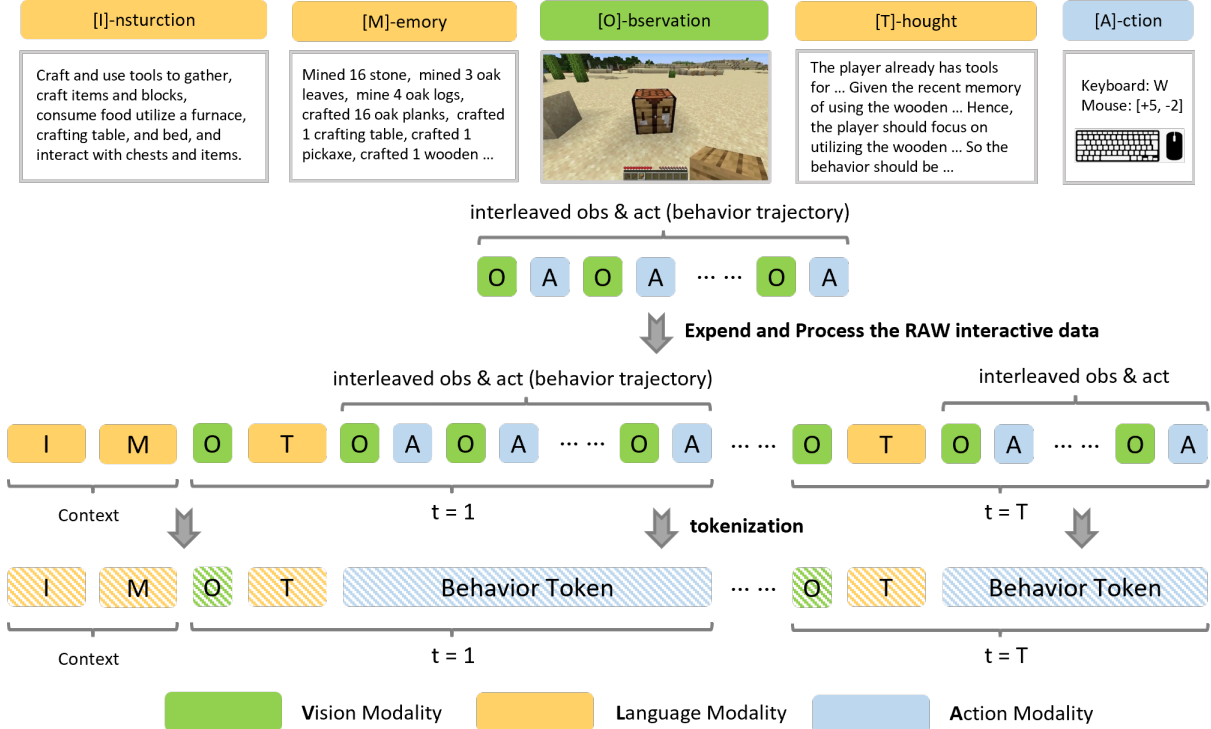 [I]-nsturction
[M]-emory
[O]-bservation
[T]-hought
[A]-ction
Craft and use tools to gather,
craft items and blocks,
consume food utilize a furnace,
crafting table, and bed, and
interact with chests and items.
Mined 16 stone, mined 3 oak
leaves, mine 4 oak logs,
crafted 16 oak planks, crafted
1 crafting table, crafted 1
pickaxe, crafted 1 wooden ...
The player already has tools
for ... Given the recent memory
of using the wooden ... Hence,
the player should focus on
utilizing the wooden ... So the
behavior should be ...
Keyboard: W
Mouse: [+5, -2]
interleaved obs & act (behavior trajectory)
O A O A ... ... O A
Expend and Process the RAW interactive data
interleaved obs & act (behavior trajectory)
interleaved obs & act
I M O T O A O A ... ... O A ... ... O T O A ... ... O A
Context
t = 1
t = T
tokenization
I M O T Behavior Token ... ... O T Behavior Token
Context
t = 1
t = T
Vision Modality
Language Modality
Action Modality